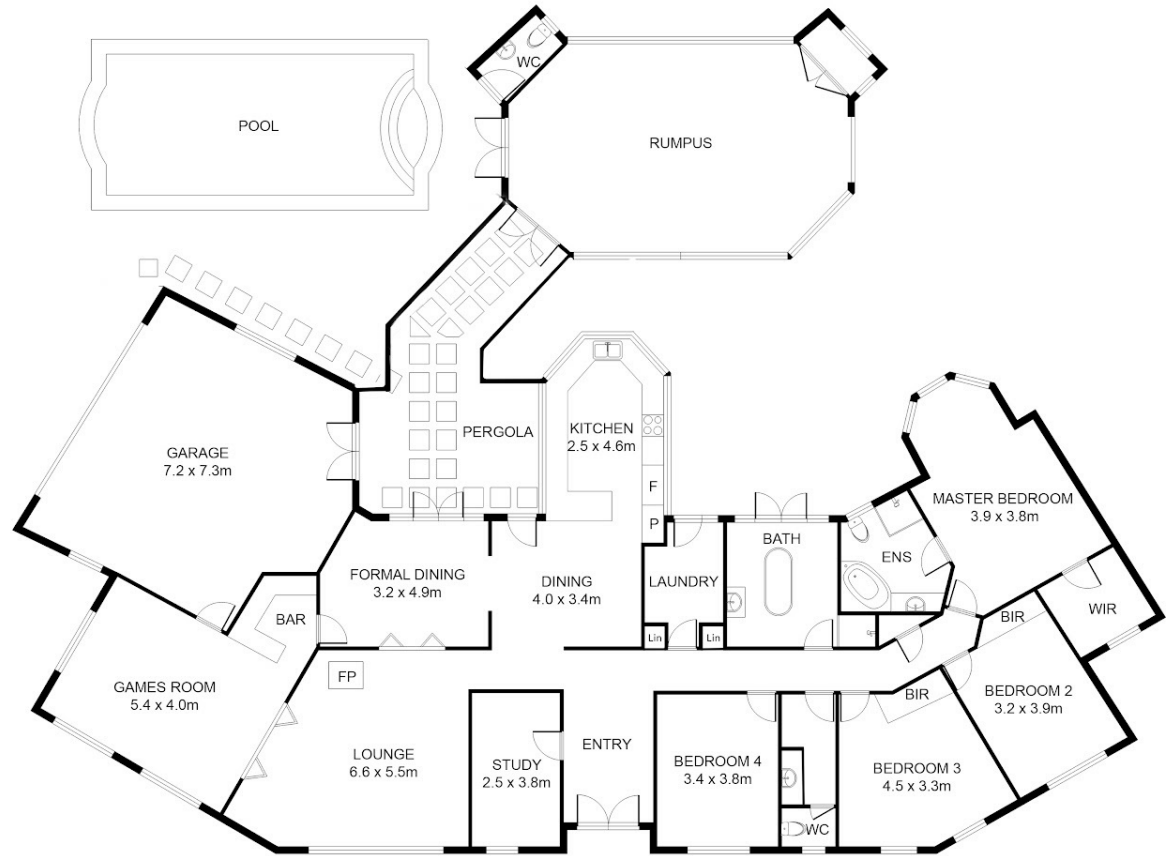 WC
POOL
RUMPUS
KITCHEN
2.5 x 4.6m
PERGOLA
GARAGE
7.2 x 7.3m
F
P
MASTER BEDROOM
3.9 x 3.8m
BATH
ENS
FORMAL DINING
3.2 x 4.9m
DINING
4.0 x 3.4m
LAUNDRY
BAR
WIR
BIR
Lin
Lin
FP
GAMES ROOM
5.4 x 4.0m
BIR
BEDROOM 2
3.2 x 3.9m
LOUNGE
6.6 x 5.5m
STUDY
2.5 x 3.8m
ENTRY
BEDROOM 4
3.4 x 3.8m
BEDROOM 3
4.5 x 3.3m
WC